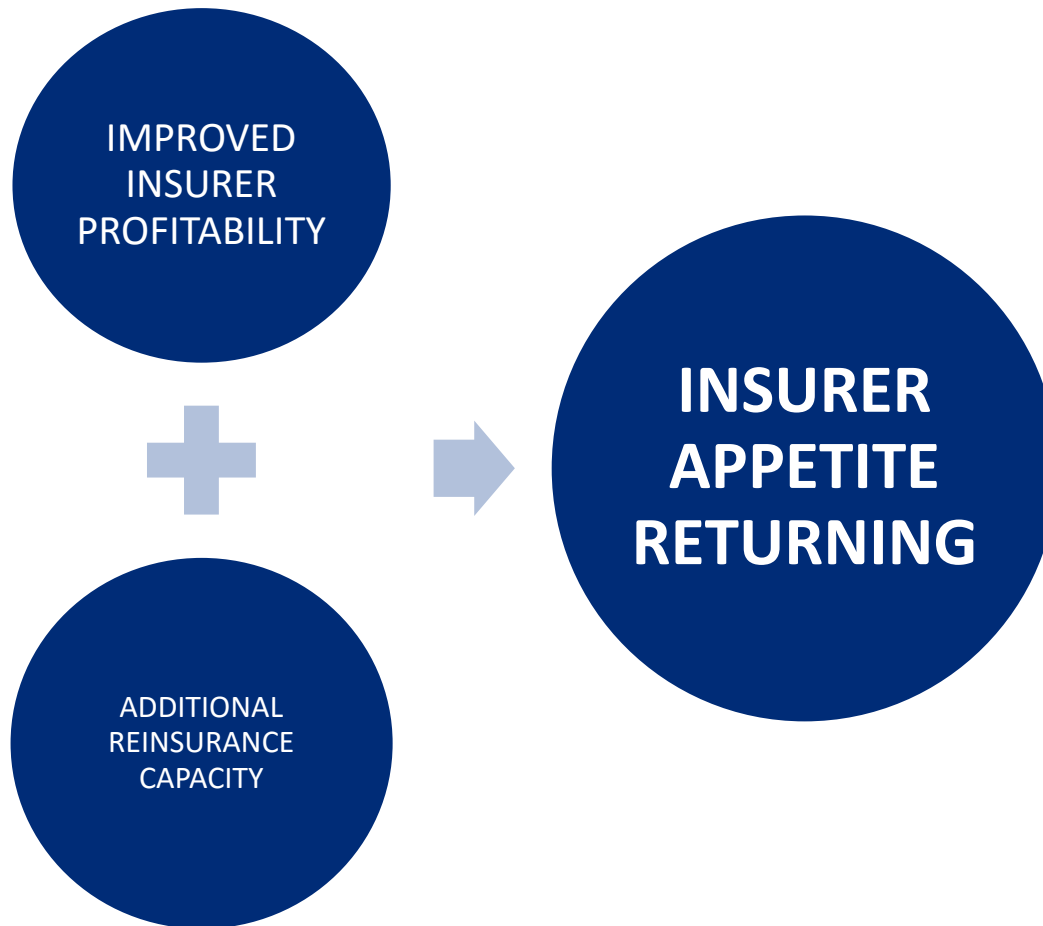 IMPROVED
INSURER
PROFITABILITY
ADDITIONAL
REINSURANCE
CAPACITY
INSURER
APPETITE
RETURNING